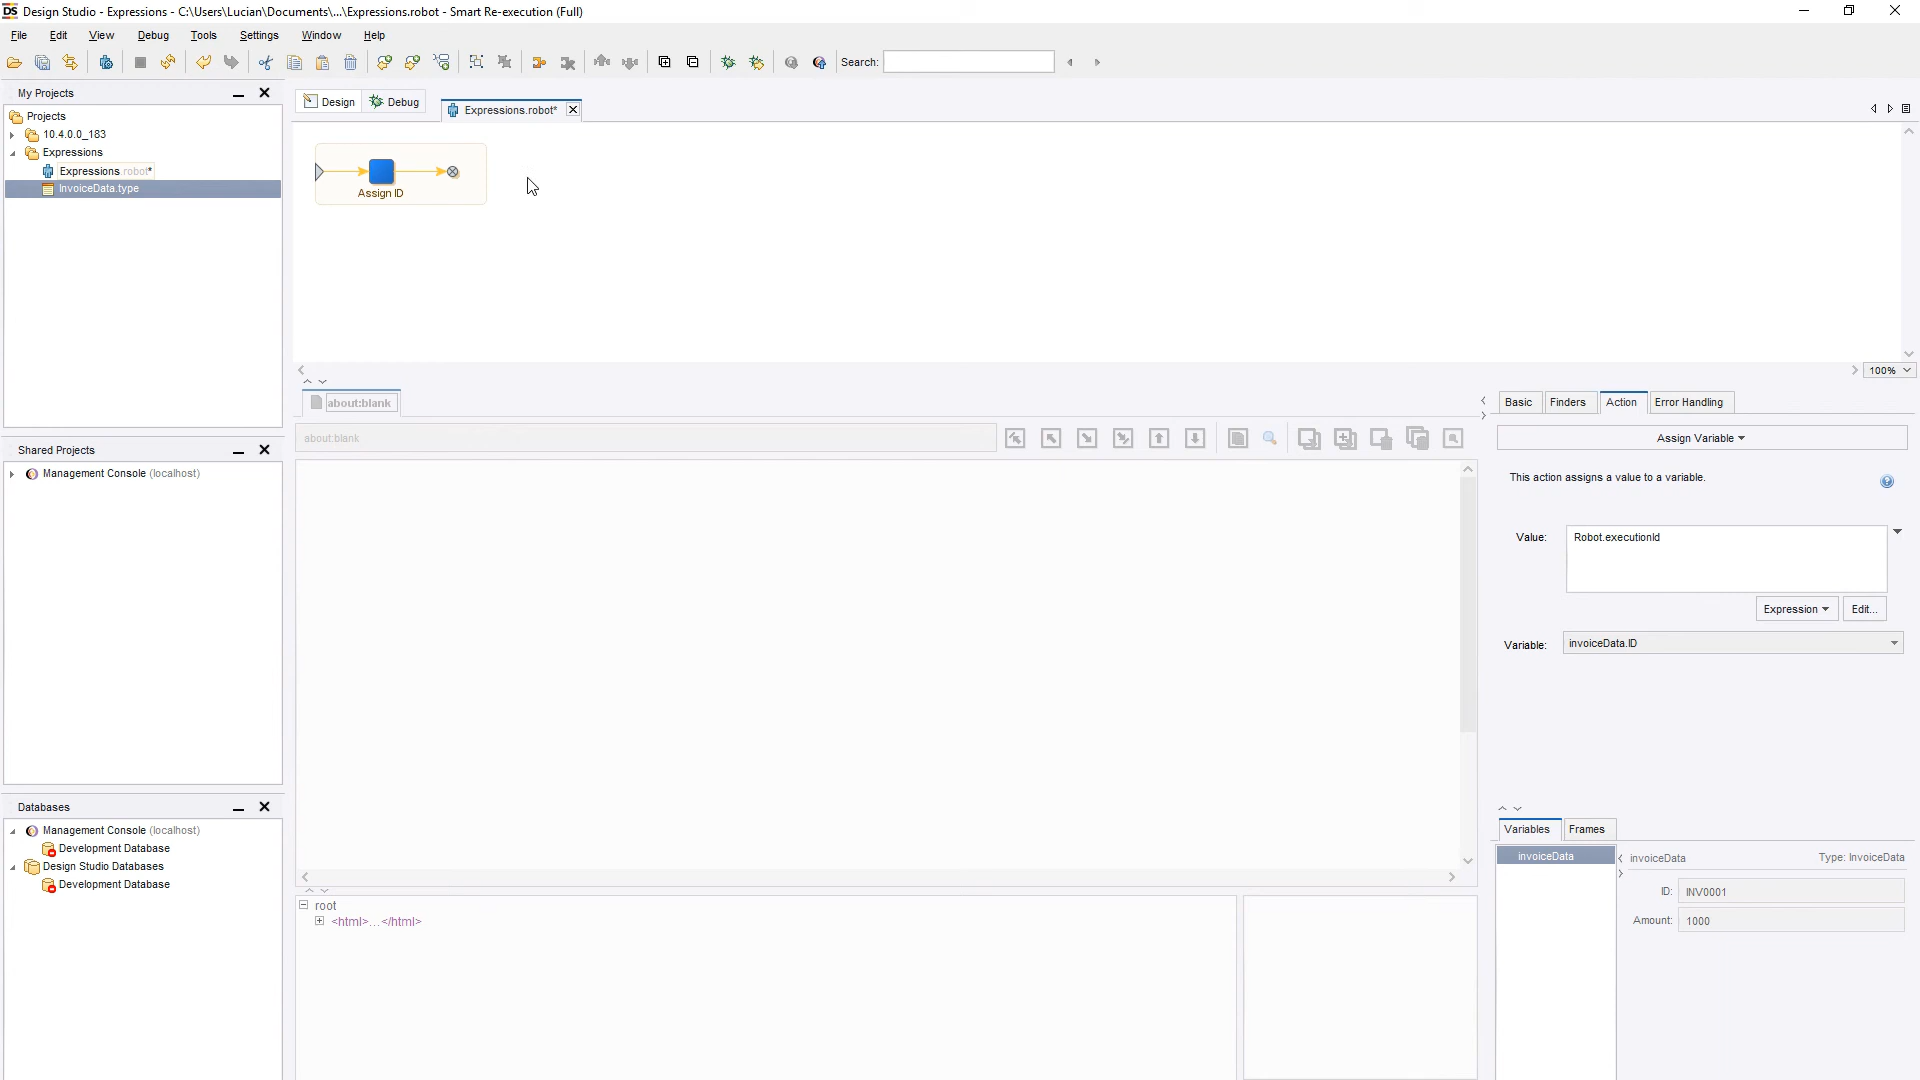 DS Design Studio - Expressions - C:\Users\Lucian\Documents\...\Expressions.robot - Smart Re-execution (Full)
File Edit View Debug Tools Settings Window Help
Search:
My Projects
Projects
10.4.0.0_183
Expressions
Expressions.robot*
InvoiceData.type
Shared Projects
Management Console (localhost)
Databases
Management Console (localhost)
Development Database
Design Studio Databases
Development Database
Design Debug Expressions.robot*
Assign ID
100%
about:blank
about:blank
root
<html>...</html>
Basic Finders Action Error Handling
Assign Variable
This action assigns a value to a variable.
Value: Robot.executionId
Expression Edit...
Variable: invoiceData.ID
Variables Frames
invoiceData
invoiceData Type: InvoiceData
ID: INV0001
Amount: 1000